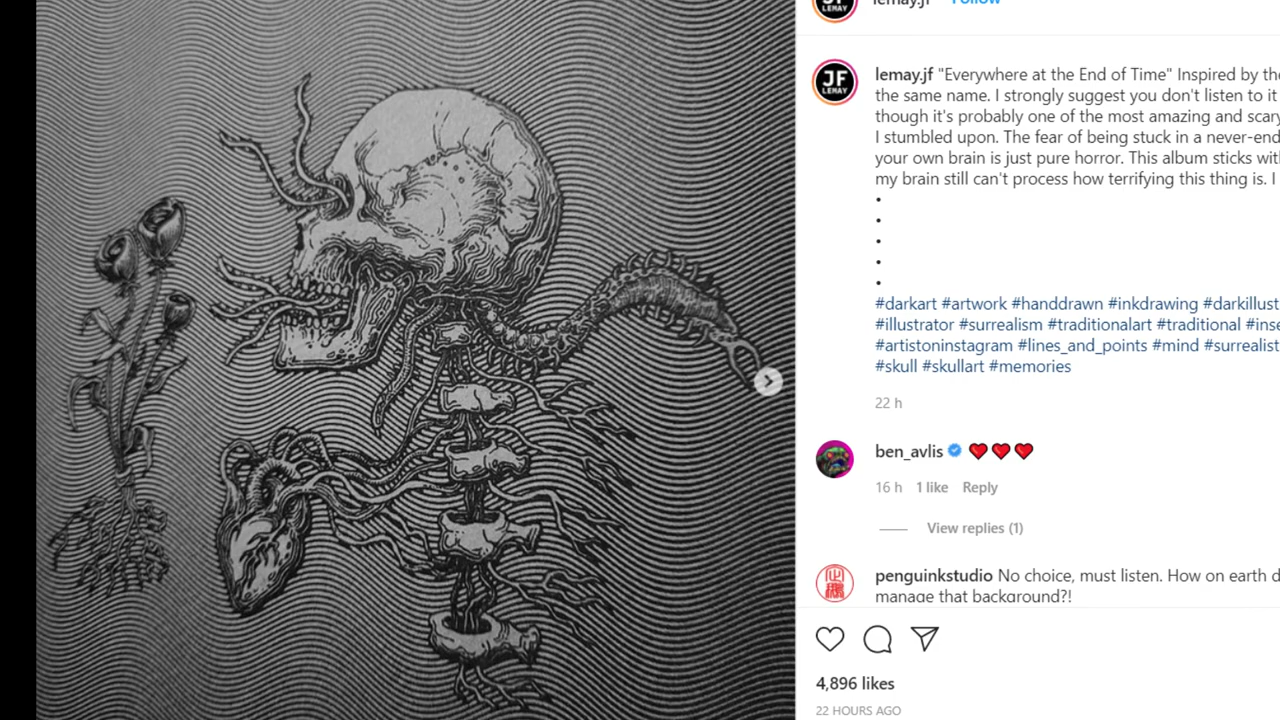 lemay.jf Follow
JF
LEMAY
lemay.jf "Everywhere at the End of Time" Inspired by the
the same name. I strongly suggest you don't listen to it
though it's probably one of the most amazing and scary
I stumbled upon. The fear of being stuck in a never-end
your own brain is just pure horror. This album sticks wit
my brain still can't process how terrifying this thing is. I
•
•
•
•
•
#darkart #artwork #handdrawn #inkdrawing #darkillust
#illustrator #surrealism #traditionalart #traditional #inse
#artistoninstagram #lines_and_points #mind #surrealist
#skull #skullart #memories
22 h
ben_avlis ❤❤❤
16 h 1 like Reply
View replies (1)
penguinkstudio No choice, must listen. How on earth d
manage that background?!
4,896 likes
22 HOURS AGO